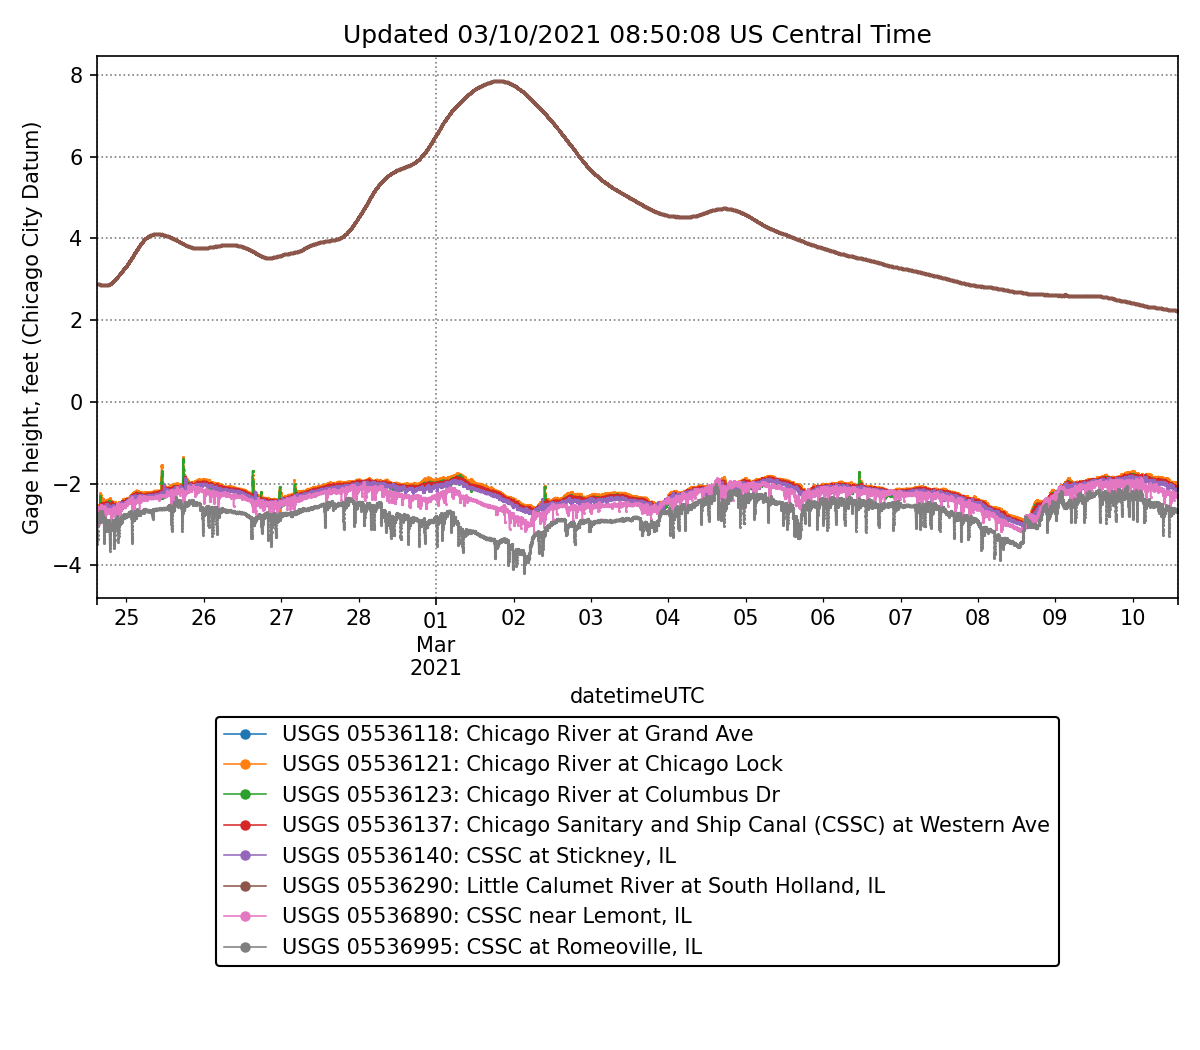 Updated 03/10/2021 08:50:08 US Central Time
Gage height, feet (Chicago City Datum)
8
6
4
2
0
−2
−4
25 26 27 28 01 02 03 04 05 06 07 08 09 10
Mar
2021
datetimeUTC
USGS 05536118: Chicago River at Grand Ave
USGS 05536121: Chicago River at Chicago Lock
USGS 05536123: Chicago River at Columbus Dr
USGS 05536137: Chicago Sanitary and Ship Canal (CSSC) at Western Ave
USGS 05536140: CSSC at Stickney, IL
USGS 05536290: Little Calumet River at South Holland, IL
USGS 05536890: CSSC near Lemont, IL
USGS 05536995: CSSC at Romeoville, IL